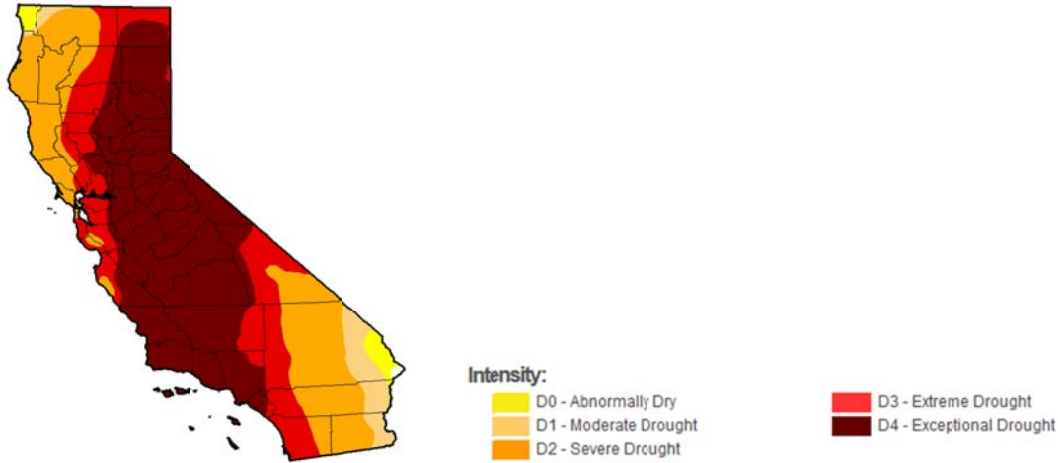 Intensity:
D0 - Abnormally Dry
D1 - Moderate Drought
D2 - Severe Drought
D3 - Extreme Drought
D4 - Exceptional Drought